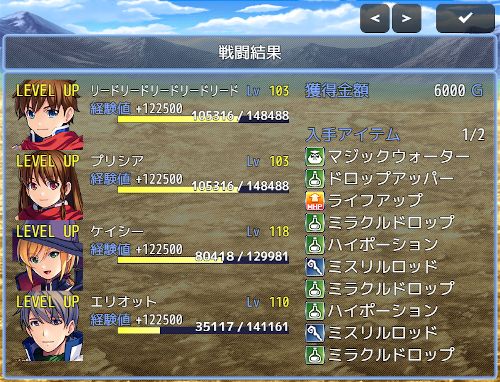 戦闘結果
LEVEL UP リードリードリードリードリード Lv 103
経験値 +122500
105316 / 148488
LEVEL UP プリシア Lv 103
経験値 +122500
105316 / 148488
LEVEL UP ケイシー Lv 118
経験値 +122500
80418 / 129981
LEVEL UP エリオット Lv 110
経験値 +122500
35117 / 141161
獲得金額 6000 G
入手アイテム 1/2
マジックウォーター
ドロップアッパー
MHP ライフアップ
ミラクルドロップ
ハイポーション
ミスリルロッド
ミラクルドロップ
ハイポーション
ミスリルロッド
ミラクルドロップ